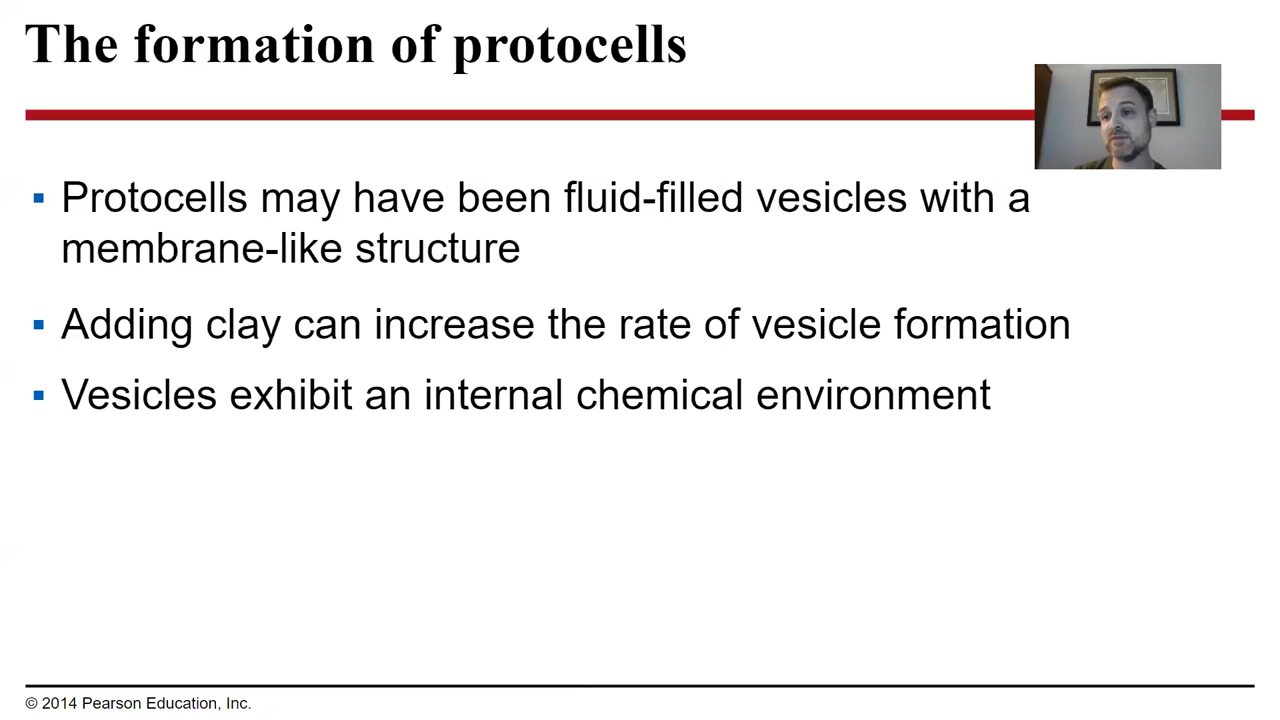 The formation of protocells
▪ Protocells may have been fluid-filled vesicles with a
membrane-like structure
▪ Adding clay can increase the rate of vesicle formation
▪ Vesicles exhibit an internal chemical environment
© 2014 Pearson Education, Inc.